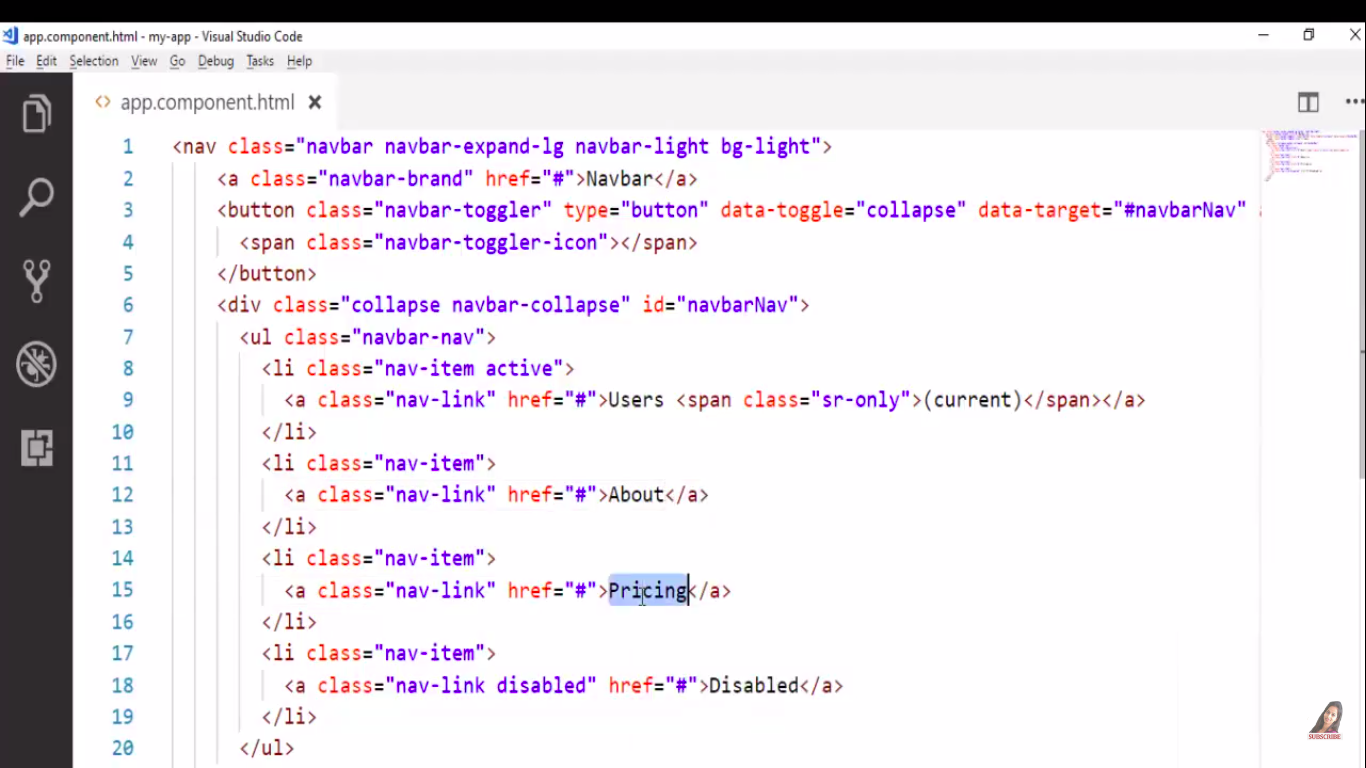 app.component.html - my-app - Visual Studio Code
File Edit Selection View Go Debug Tasks Help
<> app.component.html
1 <nav class="navbar navbar-expand-lg navbar-light bg-light">
2 <a class="navbar-brand" href="#">Navbar</a>
3 <button class="navbar-toggler" type="button" data-toggle="collapse" data-target="#navbarNav"
4 <span class="navbar-toggler-icon"></span>
5 </button>
6 <div class="collapse navbar-collapse" id="navbarNav">
7 <ul class="navbar-nav">
8 <li class="nav-item active">
9 <a class="nav-link" href="#">Users <span class="sr-only">(current)</span></a>
10 </li>
11 <li class="nav-item">
12 <a class="nav-link" href="#">About</a>
13 </li>
14 <li class="nav-item">
15 <a class="nav-link" href="#">Pricing</a>
16 </li>
17 <li class="nav-item">
18 <a class="nav-link disabled" href="#">Disabled</a>
19 </li>
20 </ul>
SUBSCRIBE